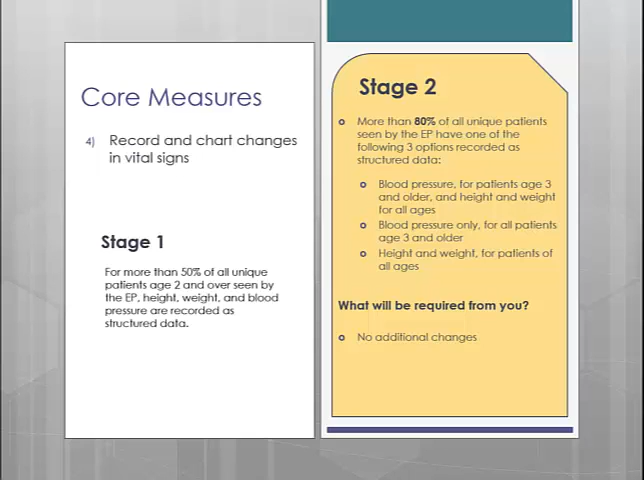 Core Measures
4) Record and chart changes
in vital signs
Stage 1
For more than 50% of all unique
patients age 2 and over seen by
the EP, height, weight, and blood
pressure are recorded as
structured data.
Stage 2
More than 80% of all unique patients
seen by the EP have one of the
following 3 options recorded as
structured data:
Blood pressure, for patients age 3
and older, and height and weight
for all ages
Blood pressure only, for all patients
age 3 and older
Height and weight, for patients of
all ages
What will be required from you?
No additional changes